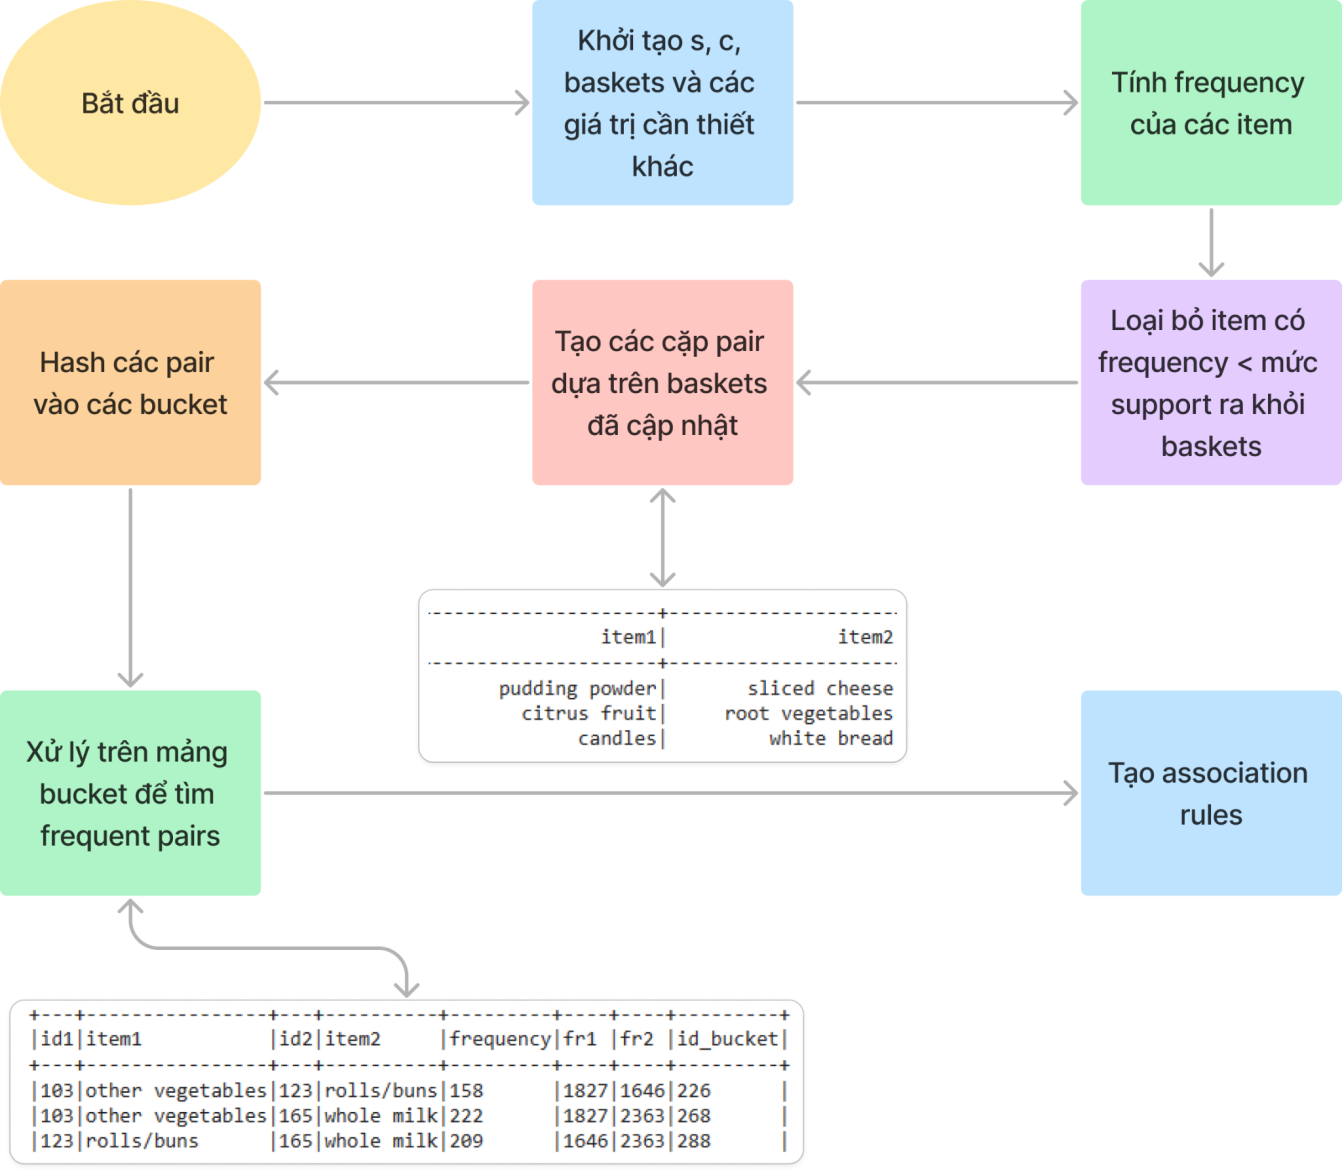 Bắt đầu
Khởi tạo s, c,
baskets và các
giá trị cần thiết
khác
Tính frequency
của các item
Loại bỏ item có
frequency < mức
support ra khỏi
baskets
Tạo các cặp pair
dựa trên baskets
đã cập nhật
Hash các pair
vào các bucket
item1| item2
pudding powder| sliced cheese
citrus fruit| root vegetables
candles| white bread
Xử lý trên mảng
bucket để tìm
frequent pairs
Tạo association
rules
+---+----------------+---+----------+---------+----+----+---------+
|id1|item1           |id2|item2     |frequency|fr1 |fr2 |id_bucket|
+---+----------------+---+----------+---------+----+----+---------+
|103|other vegetables|123|rolls/buns|158      |1827|1646|226      |
|103|other vegetables|165|whole milk|222      |1827|2363|268      |
|123|rolls/buns      |165|whole milk|209      |1646|2363|288      |